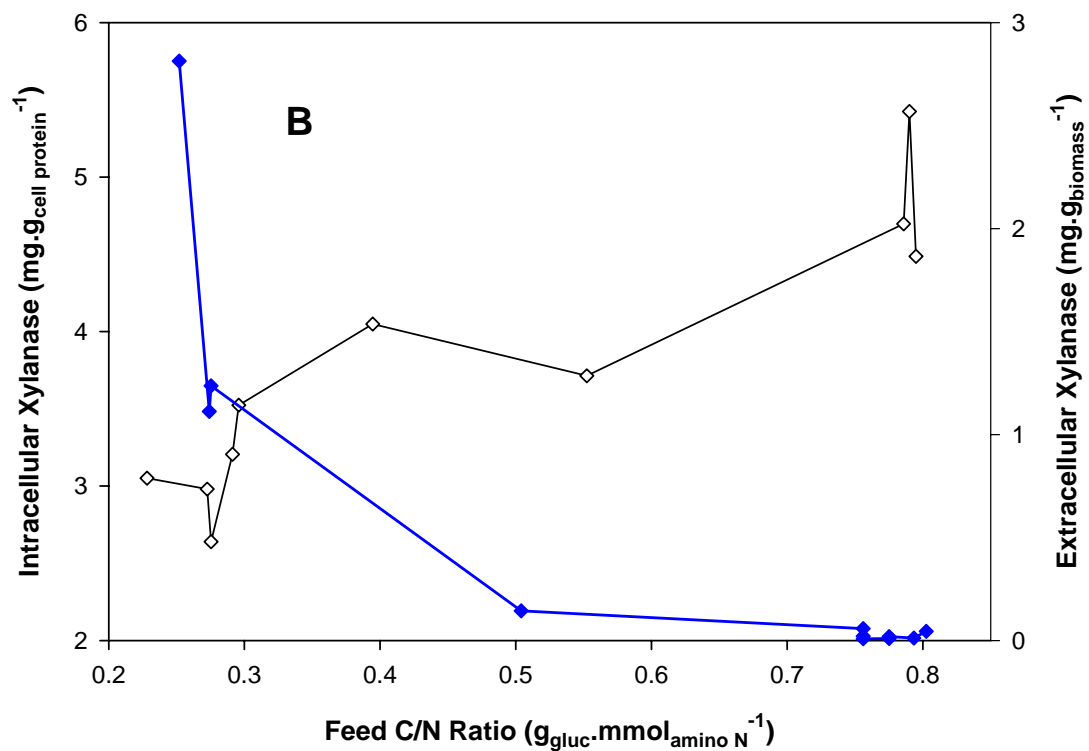 6
5
4
3
2
Intracellular Xylanase (mg.g cell protein -1)
B
3
2
1
0
Extracellular Xylanase (mg.g biomass -1)
0.2 0.3 0.4 0.5 0.6 0.7 0.8
Feed C/N Ratio (g gluc.mmol amino N -1)